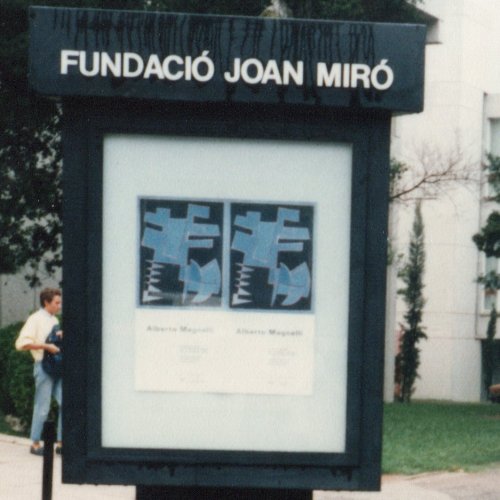 FUNDACIÓ JOAN MIRÓ
Alberto Magnelli Alberto Magnelli